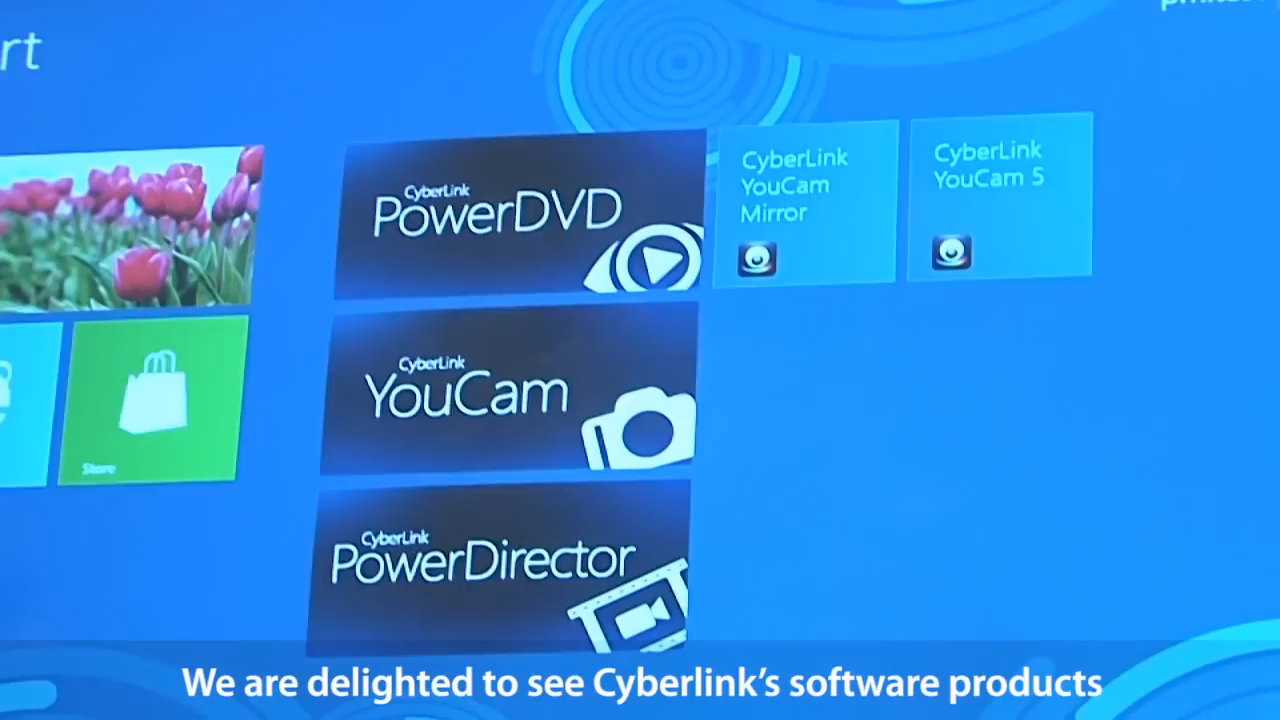 rt
CyberLink
PowerDVD
CyberLink
YouCam
Mirror
CyberLink
YouCam 5
CyberLink
YouCam
Store
CyberLink
PowerDirector
We are delighted to see Cyberlink's software products